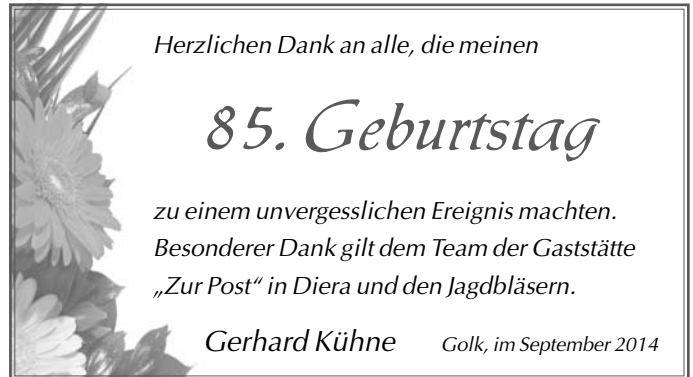 Herzlichen Dank an alle, die meinen
85. Geburtstag
zu einem unvergesslichen Ereignis machten.
Besonderer Dank gilt dem Team der Gaststätte
„Zur Post“ in Diera und den Jagdbläsern.
Gerhard Kühne Golk, im September 2014